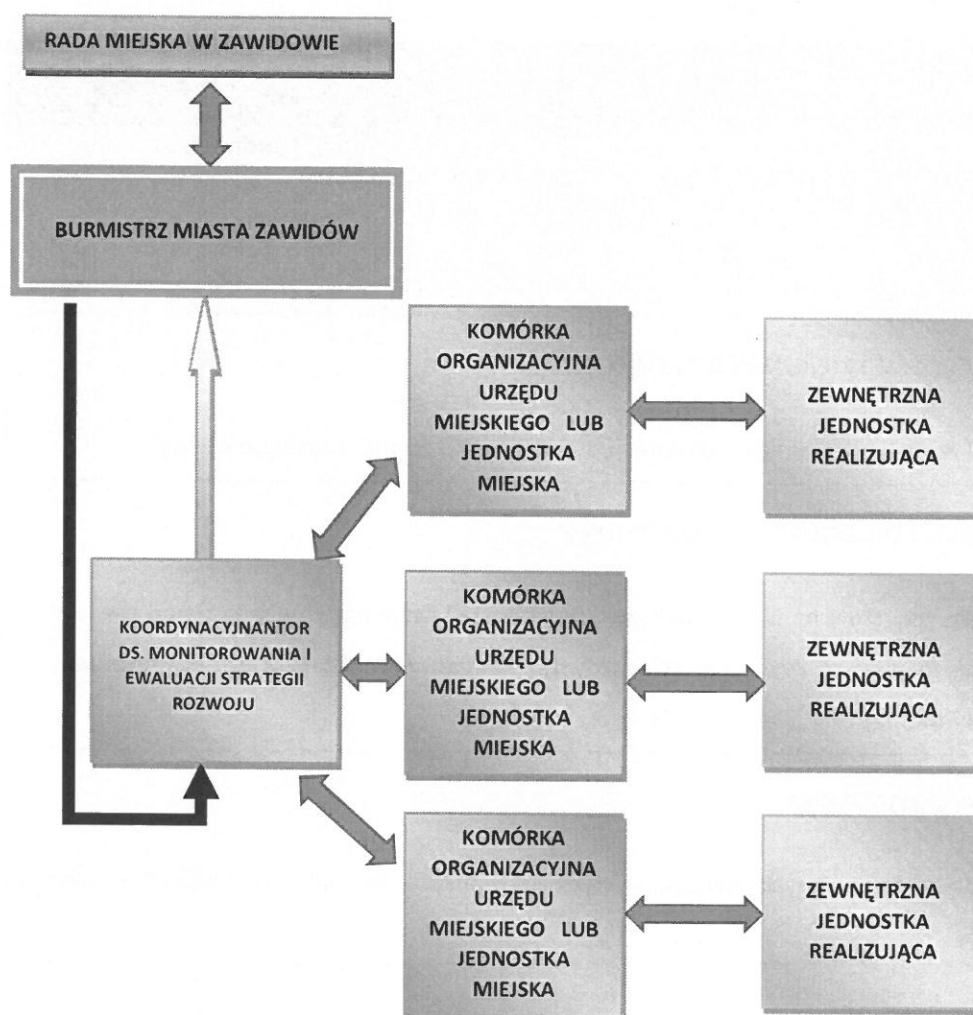 RADA MIEJSKA W ZAWIDOWIE
BURMISTRZ MIASTA ZAWIDÓW
KOMÓRKA
ORGANIZACYJNA
URZĘDU
MIEJSKIEGO LUB
JEDNOSTKA
MIEJSKA
ZEWNĘTRZNA
JEDNOSTKA
REALIZUJĄCA
KOORDYNACYJNANTOR
DS. MONITOROWANIA I
EWALUACJI STRATEGII
ROZWOJU
KOMÓRKA
ORGANIZACYJNA
URZĘDU
MIEJSKIEGO LUB
JEDNOSTKA
MIEJSKA
ZEWNĘTRZNA
JEDNOSTKA
REALIZUJĄCA
KOMÓRKA
ORGANIZACYJNA
URZĘDU
MIEJSKIEGO LUB
JEDNOSTKA
MIEJSKA
ZEWNĘTRZNA
JEDNOSTKA
REALIZUJĄCA